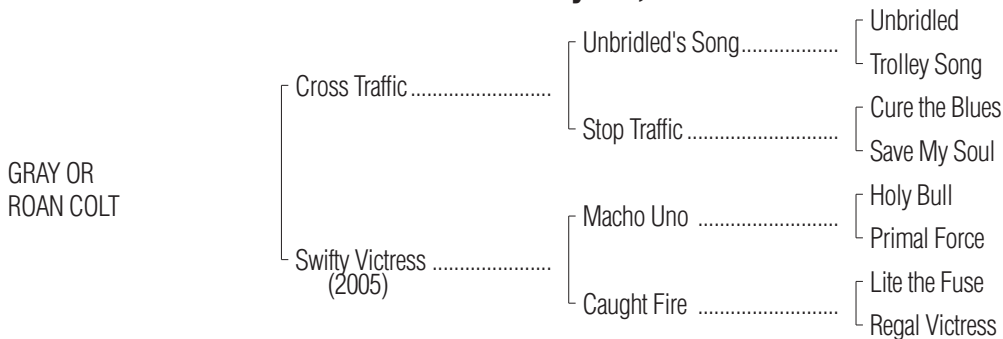 Unbridled
Unbridled's Song..................
Trolley Song
Cross Traffic ..........................
Cure the Blues
Stop Traffic ............................
Save My Soul
GRAY OR
ROAN COLT
Holy Bull
Macho Uno ..........................
Primal Force
Swifty Victress ......................
(2005)
Lite the Fuse
Caught Fire ..........................
Regal Victress